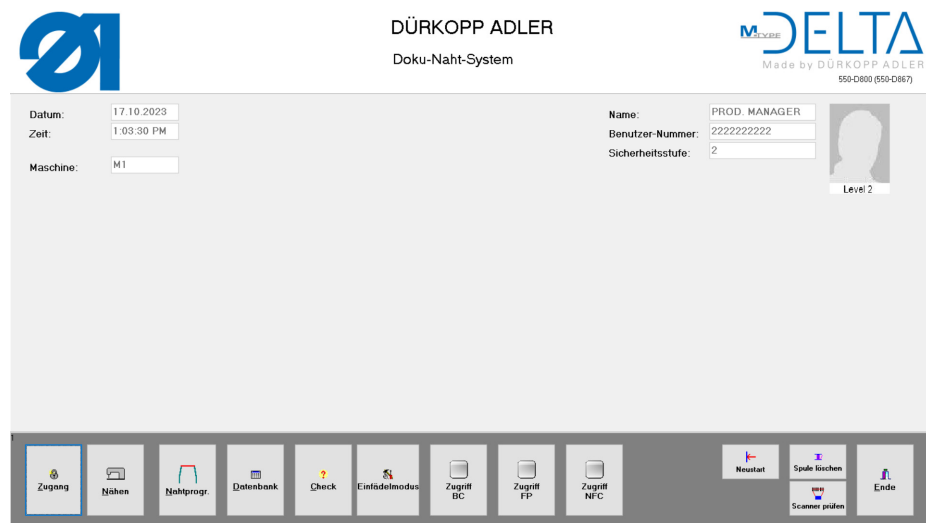 DÜRKOPP ADLER
Doku-Naht-System
M-TYPE DELTA
Made by DÜRKOPP ADLER
550-D800 (550-D867)
Datum: 17.10.2023
Zeit: 1:03:30 PM
Maschine: M1
Name: PROD. MANAGER
Benutzer-Nummer: 2222222222
Sicherheitsstufe: 2
Level 2
1
Zugang
Nähen
Nahtprogr.
Datenbank
Check
Einfädelmodus
Zugriff
BC
Zugriff
FP
Zugriff
NFC
Neustart
Spule löschen
Scanner prüfen
Ende